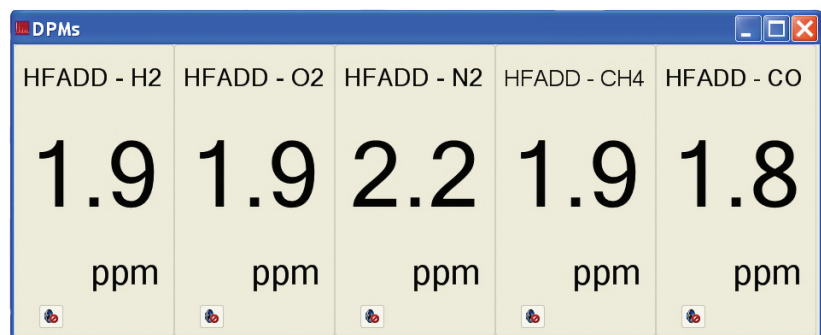 DPMs
HFADD - H2 HFADD - O2 HFADD - N2 HFADD - CH4 HFADD - CO
1.9 1.9 2.2 1.9 1.8
ppm ppm ppm ppm ppm